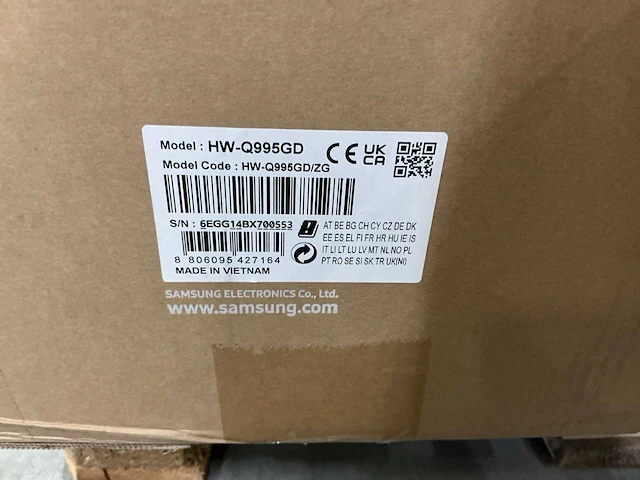 Model : HW-Q995GD
Model Code : HW-Q995GD/ZG
CE UK CA
S/N : 6EGG14BX700553
AT BE BG CH CY CZ DE DK
EE ES EL FI FR HR HU IE IS
IT LI LT LU LV MT NL NO PL
PT RO SE SI SK TR UK(NI)
8 806095 427164
MADE IN VIETNAM
SAMSUNG ELECTRONICS Co., Ltd.
www.samsung.com